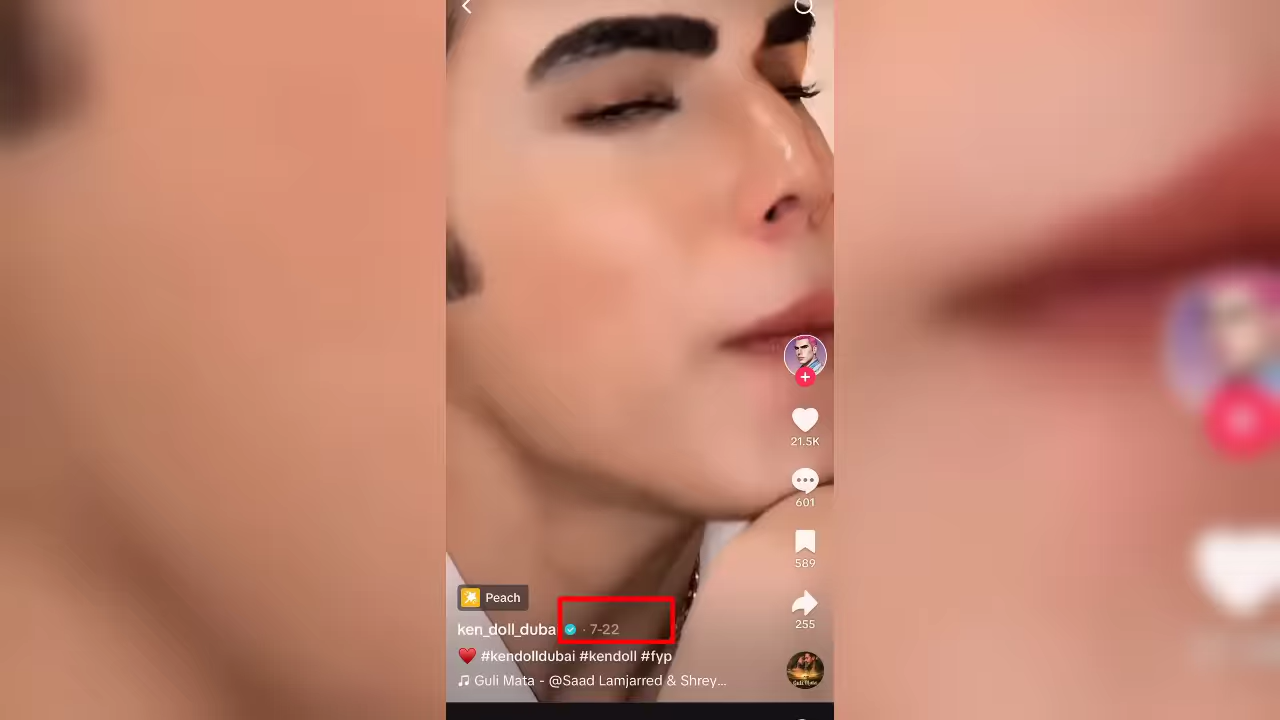 21.5K
601
589
255
Peach
ken_doll_duba · 7-22
♥️ #kendolldubai #kendoll #fyp
Guli Mata - @Saad Lamjarred & Shrey...